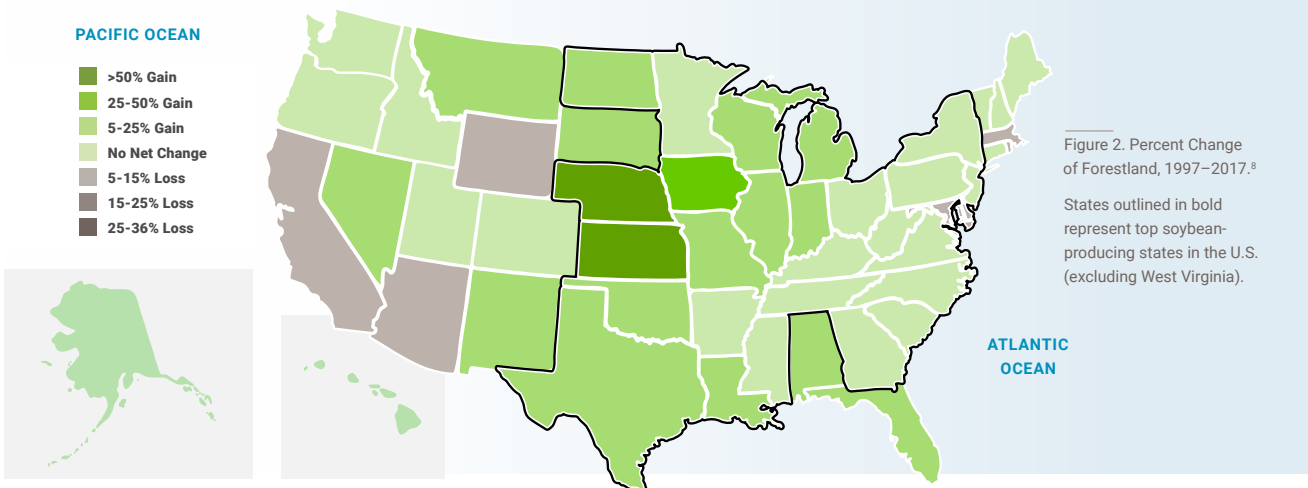 PACIFIC OCEAN
>50% Gain
25-50% Gain
5-25% Gain
No Net Change
5-15% Loss
15-25% Loss
25-36% Loss
Figure 2. Percent Change
of Forestland, 1997–2017.⁸
States outlined in bold
represent top soybean-
producing states in the U.S.
(excluding West Virginia).
ATLANTIC
OCEAN